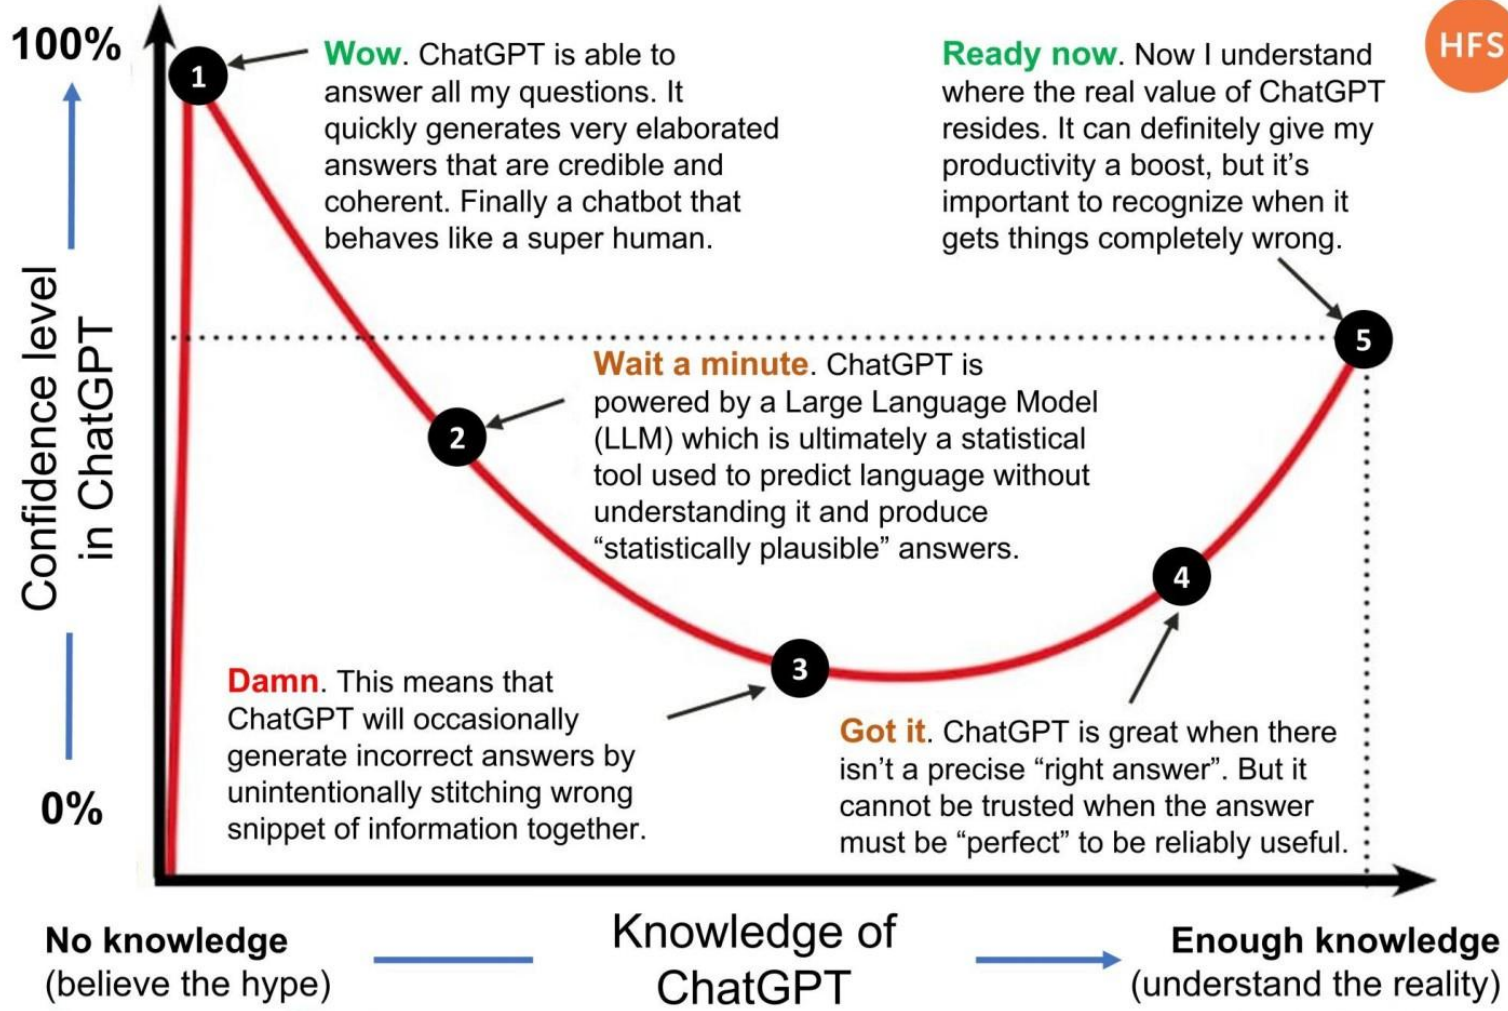 100%
HFS
1
Wow. ChatGPT is able to
answer all my questions. It
quickly generates very elaborated
answers that are credible and
coherent. Finally a chatbot that
behaves like a super human.
Ready now. Now I understand
where the real value of ChatGPT
resides. It can definitely give my
productivity a boost, but it’s
important to recognize when it
gets things completely wrong.
5
Confidence level
in ChatGPT
2
Wait a minute. ChatGPT is
powered by a Large Language Model
(LLM) which is ultimately a statistical
tool used to predict language without
understanding it and produce
“statistically plausible” answers.
4
3
Damn. This means that
ChatGPT will occasionally
generate incorrect answers by
unintentionally stitching wrong
snippet of information together.
Got it. ChatGPT is great when there
isn’t a precise “right answer”. But it
cannot be trusted when the answer
must be “perfect” to be reliably useful.
0%
No knowledge
(believe the hype)
Knowledge of
ChatGPT
Enough knowledge
(understand the reality)